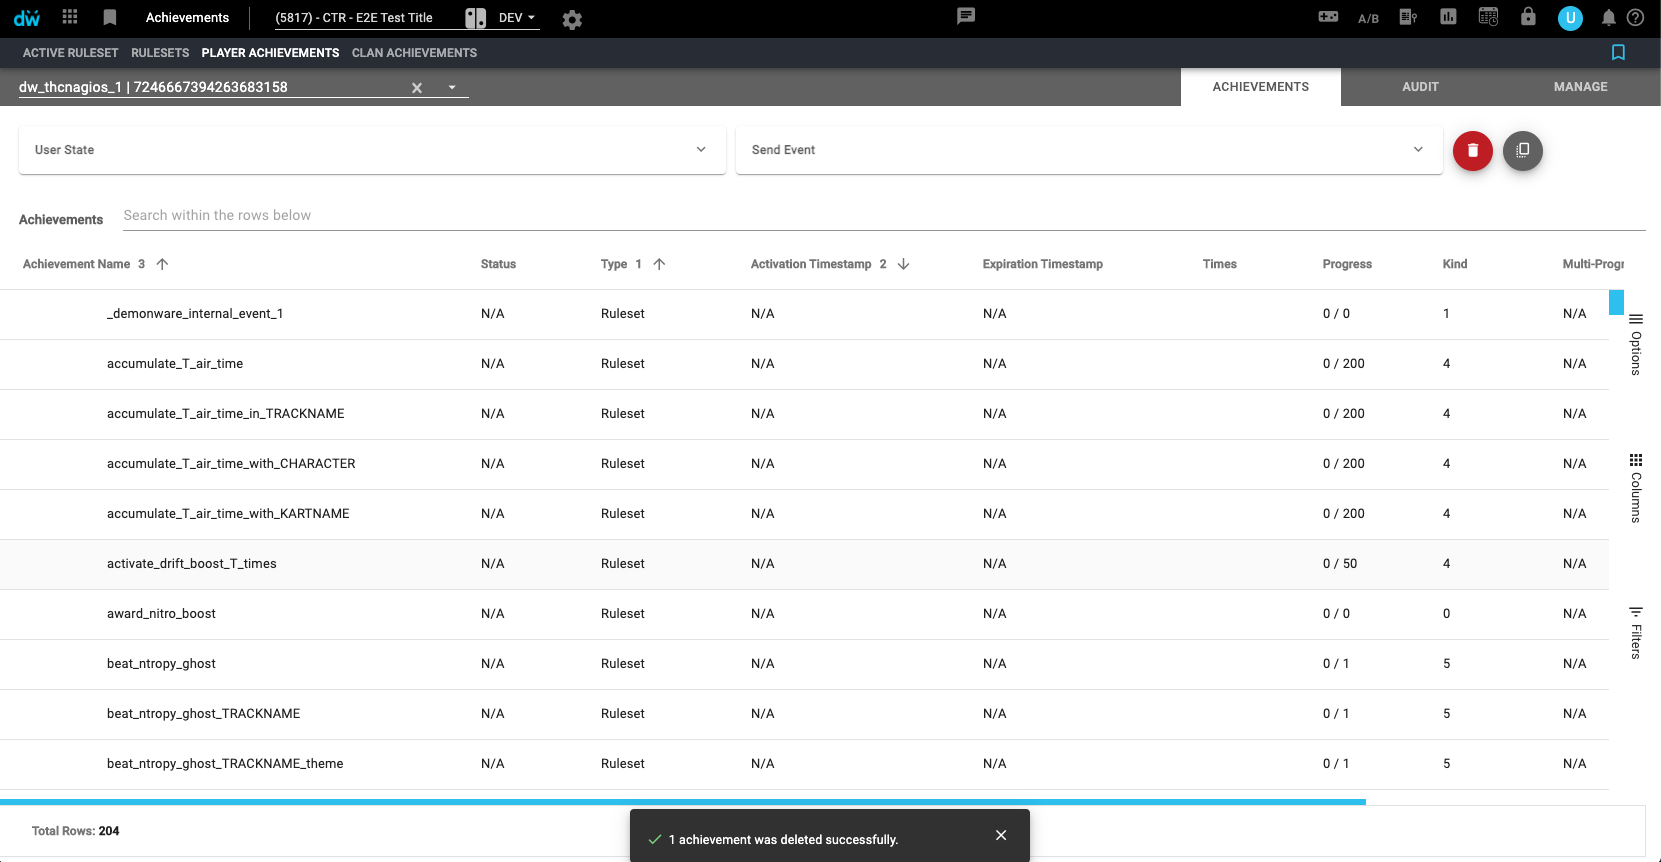 dw Achievements (5817) - CTR - E2E Test Title DEV A/B U
ACTIVE RULESET RULESETS PLAYER ACHIEVEMENTS CLAN ACHIEVEMENTS
dw_thcnagios_1 | 7246667394263683158 ACHIEVEMENTS AUDIT MANAGE
User State Send Event
Achievements Search within the rows below
Achievement Name 3 Status Type 1 Activation Timestamp 2 Expiration Timestamp Times Progress Kind Multi-Progr
_demonware_internal_event_1 N/A Ruleset N/A N/A 0 / 0 1 N/A
accumulate_T_air_time N/A Ruleset N/A N/A 0 / 200 4 N/A
accumulate_T_air_time_in_TRACKNAME N/A Ruleset N/A N/A 0 / 200 4 N/A
accumulate_T_air_time_with_CHARACTER N/A Ruleset N/A N/A 0 / 200 4 N/A
accumulate_T_air_time_with_KARTNAME N/A Ruleset N/A N/A 0 / 200 4 N/A
activate_drift_boost_T_times N/A Ruleset N/A N/A 0 / 50 4 N/A
award_nitro_boost N/A Ruleset N/A N/A 0 / 0 0 N/A
beat_ntropy_ghost N/A Ruleset N/A N/A 0 / 1 5 N/A
beat_ntropy_ghost_TRACKNAME N/A Ruleset N/A N/A 0 / 1 5 N/A
beat_ntropy_ghost_TRACKNAME_theme N/A Ruleset N/A N/A 0 / 1 5 N/A
Options
Columns
Filters
Total Rows: 204
1 achievement was deleted successfully.